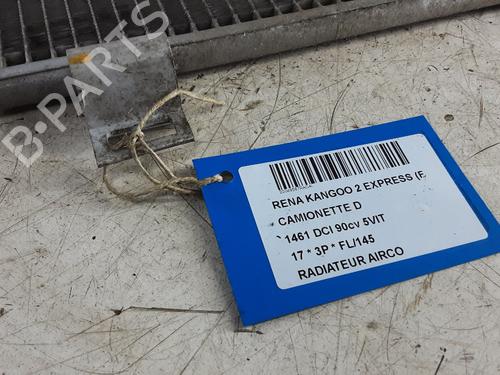 B-PARTS
RENA KANGOO 2 EXPRESS (F
CAMIONETTE D
1461 DCI 90cv 5VIT
17 * 3P * FL/145
RADIATEUR AIRCO